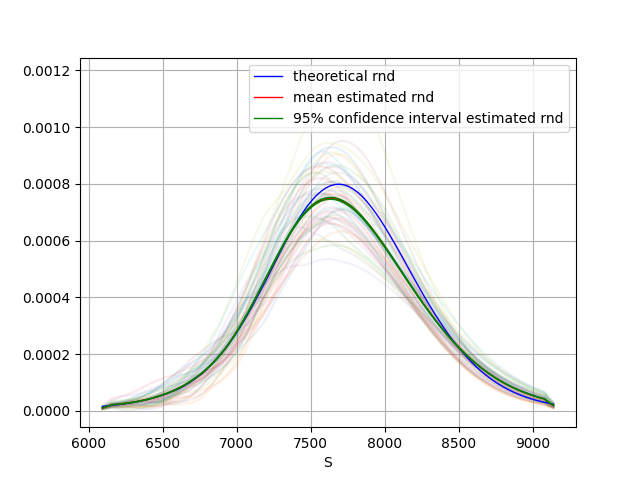 0.0012
0.0010
0.0008
0.0006
0.0004
0.0002
0.0000
theoretical rnd
mean estimated rnd
95% confidence interval estimated rnd
6000 6500 7000 7500 8000 8500 9000
S